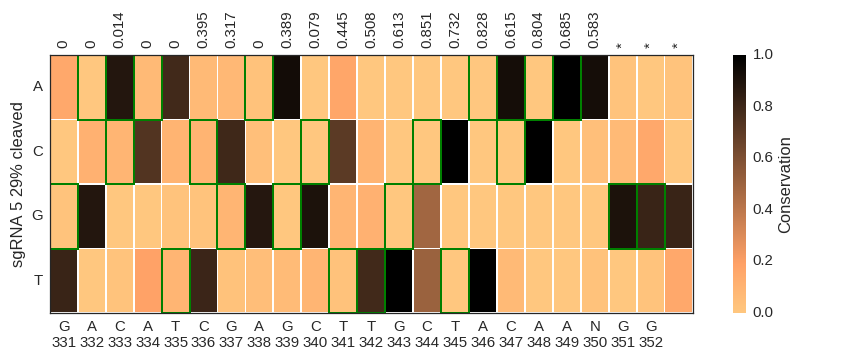 0 0 0.014 0 0 0.395 0.317 0 0.389 0.079 0.445 0.508 0.613 0.851 0.732 0.828 0.615 0.804 0.685 0.583 * * *
sgRNA 5 29% cleaved
A
C
G
T
G A C A T C G A G C T T G C T A C A A N G G
331 332 333 334 335 336 337 338 339 340 341 342 343 344 345 346 347 348 349 350 351 352
1.0
0.8
0.6
0.4
0.2
0.0
Conservation